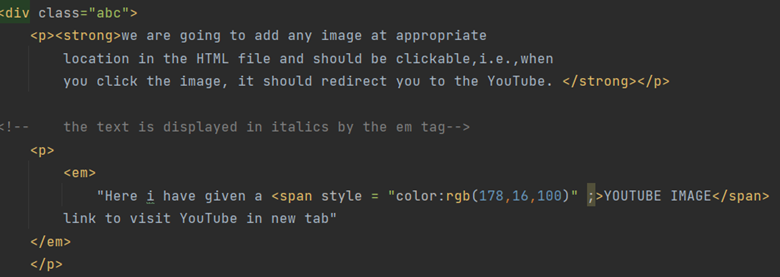 <div class="abc">
<p><strong>we are going to add any image at appropriate
location in the HTML file and should be clickable,i.e.,when
you click the image, it should redirect you to the YouTube. </strong></p>
<!-- the text is displayed in italics by the em tag-->
<p>
<em>
"Here i have given a <span style = "color:rgb(178,16,100)" ;>YOUTUBE IMAGE</span>
link to visit YouTube in new tab"
</em>
</p>